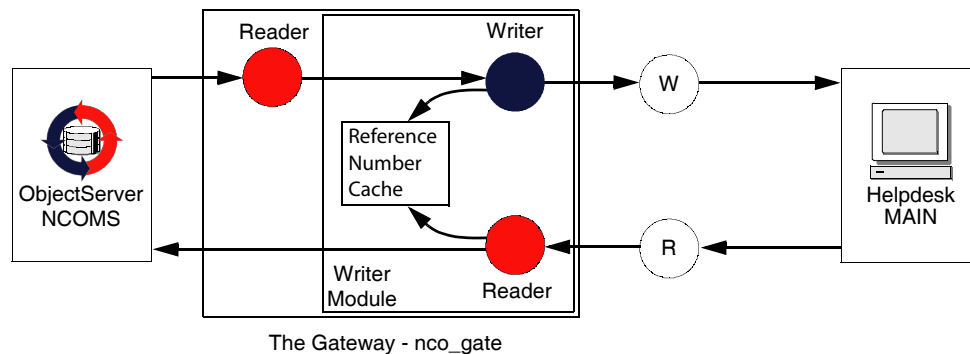 Reader
Writer
W
Reference
Number
Cache
ObjectServer
NCOMS
Helpdesk
MAIN
R
Writer
Module
Reader
The Gateway - nco_gate